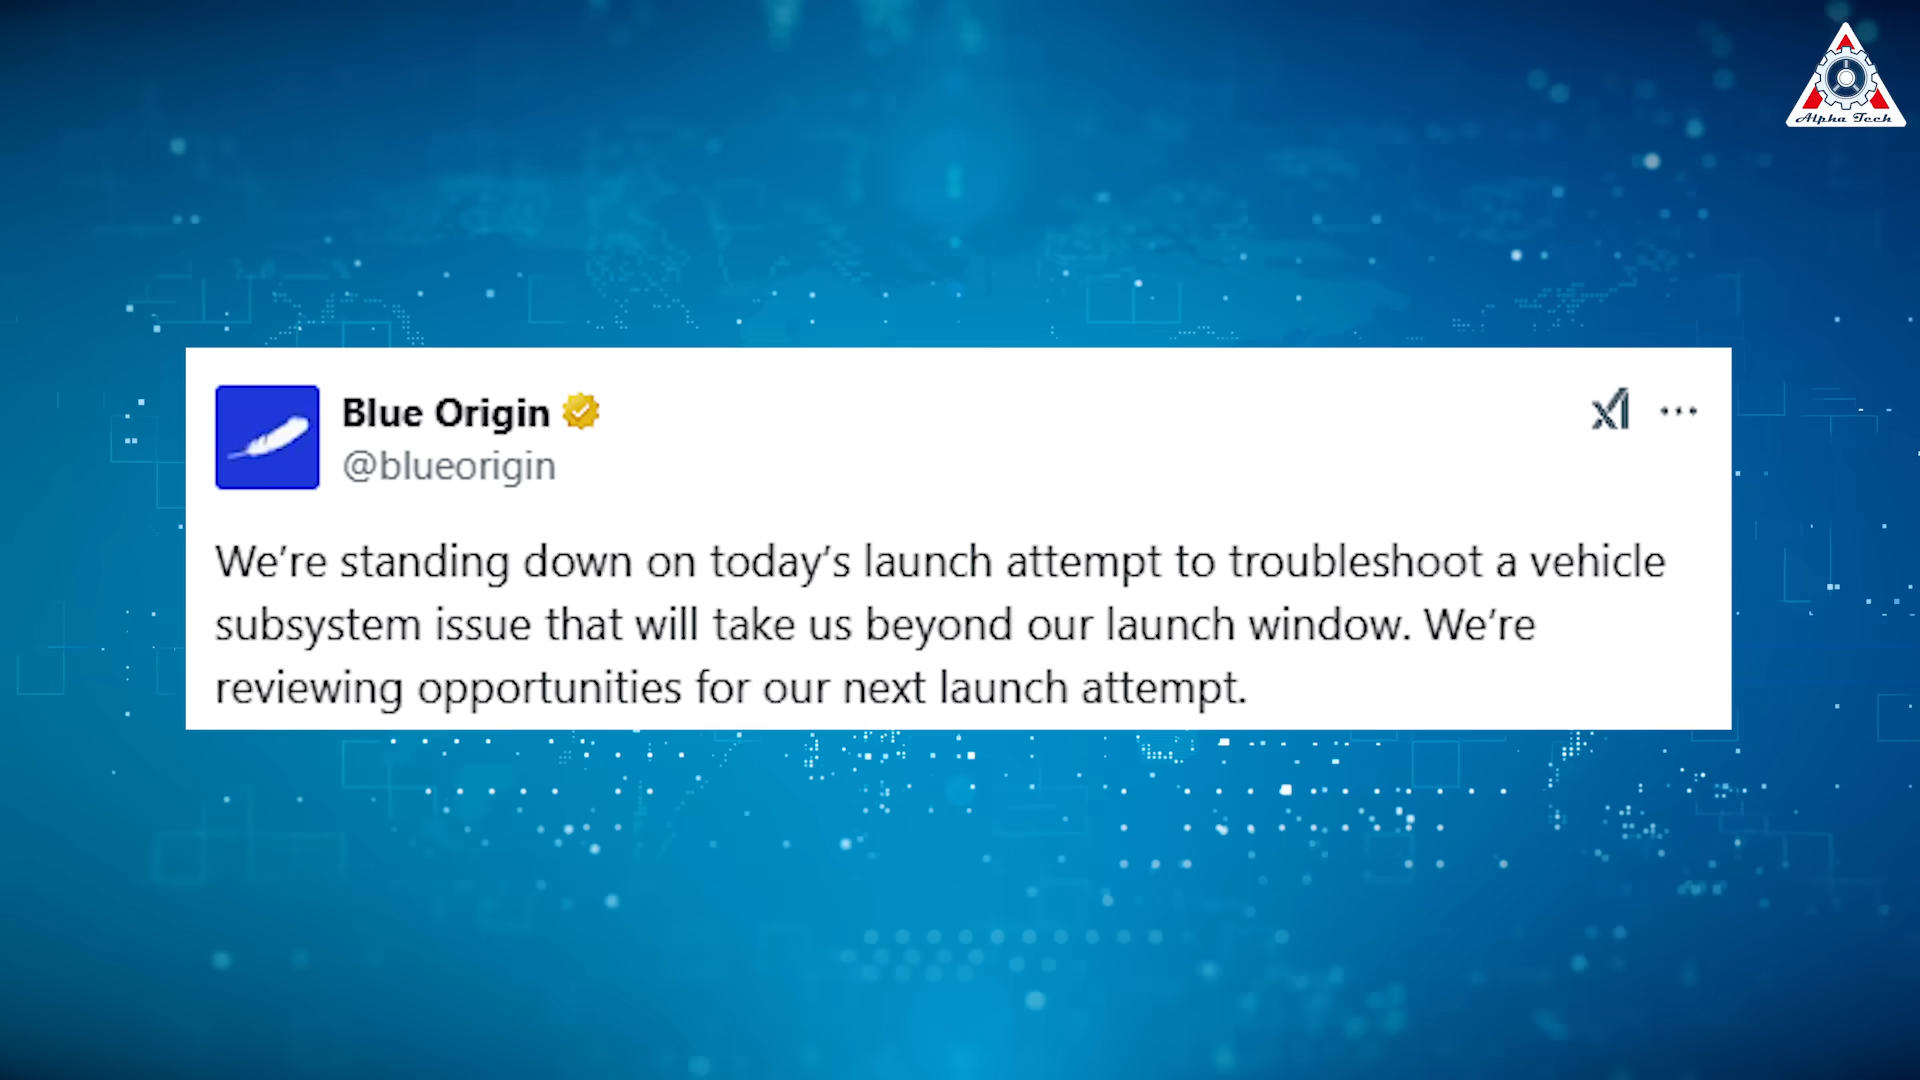 Alpha Tech
Blue Origin
@blueorigin
We’re standing down on today’s launch attempt to troubleshoot a vehicle
subsystem issue that will take us beyond our launch window. We’re
reviewing opportunities for our next launch attempt.